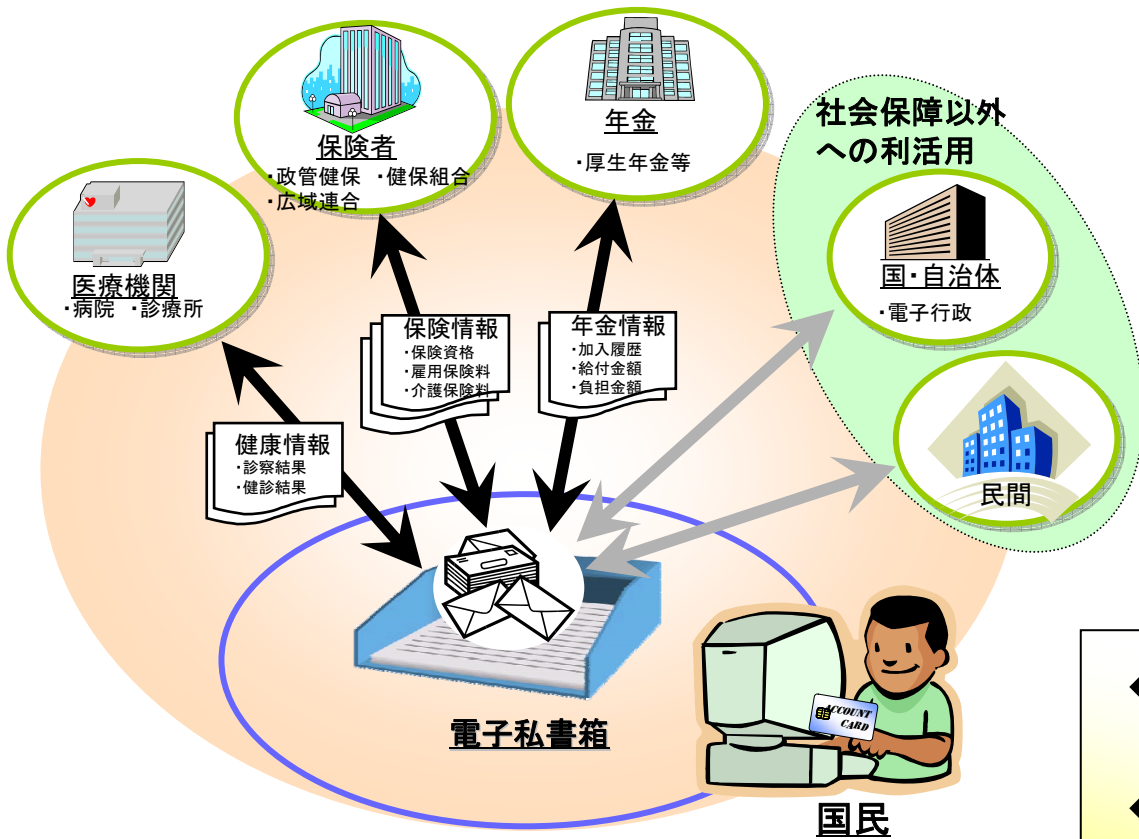 保険者
・政管健保 ・健保組合
・広域連合
年金
・厚生年金等
社会保障以外
への利活用
医療機関
・病院 ・診療所
国・自治体
・電子行政
民間
保険情報
・保険資格
・雇用保険料
・介護保険料
年金情報
・加入履歴
・給付金額
・負担金額
健康情報
・診察結果
・健診結果
電子私書箱
ACCOUNT
CARD
国民